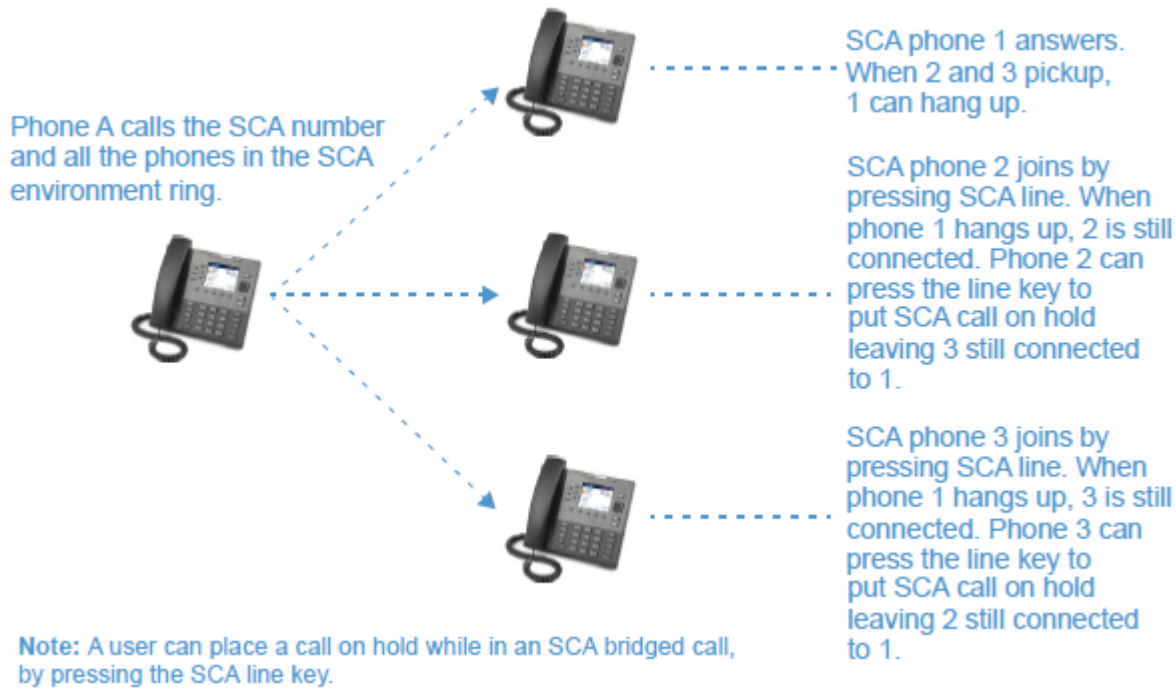 Phone A calls the SCA number
and all the phones in the SCA
environment ring.
SCA phone 1 answers.
When 2 and 3 pickup,
1 can hang up.
SCA phone 2 joins by
pressing SCA line. When
phone 1 hangs up, 2 is still
connected. Phone 2 can
press the line key to
put SCA call on hold
leaving 3 still connected
to 1.
SCA phone 3 joins by
pressing SCA line. When
phone 1 hangs up, 3 is still
connected. Phone 3 can
press the line key to
put SCA call on hold
leaving 2 still connected
to 1.
Note: A user can place a call on hold while in an SCA bridged call,
by pressing the SCA line key.